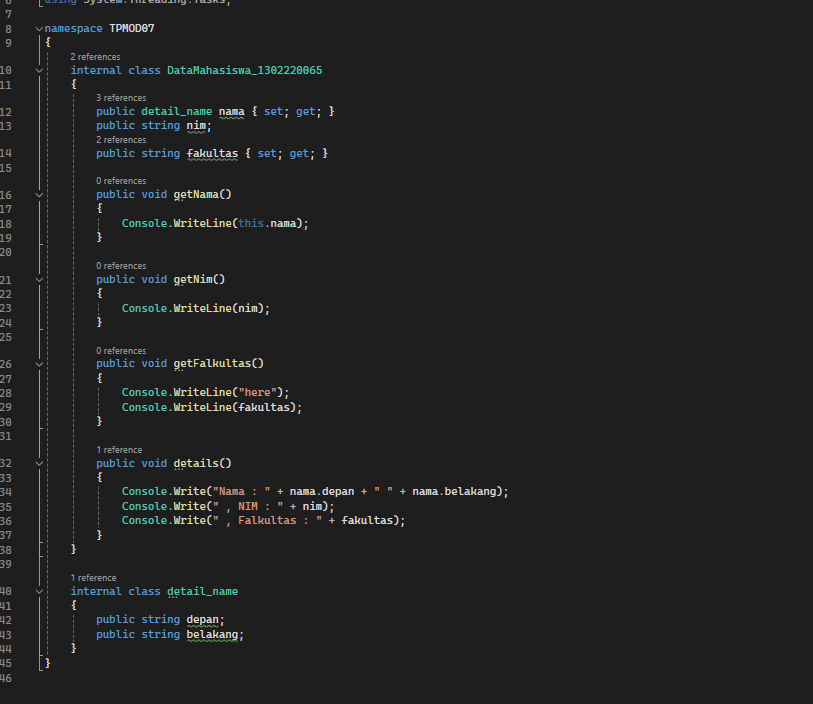 6 using System.Threading.Tasks;
7
8 namespace TPMOD07
9 {
2 references
10 internal class DataMahasiswa_1302220065
11 {
3 references
12 public detail_name nama { set; get; }
13 public string nim;
2 references
14 public string fakultas { set; get; }
15
0 references
16 public void getNama()
17 {
18 Console.WriteLine(this.nama);
19 }
20
0 references
21 public void getNim()
22 {
23 Console.WriteLine(nim);
24 }
25
0 references
26 public void getFalkultas()
27 {
28 Console.WriteLine("here");
29 Console.WriteLine(fakultas);
30 }
31
1 reference
32 public void details()
33 {
34 Console.Write("Nama : " + nama.depan + " " + nama.belakang);
35 Console.Write(" , NIM : " + nim);
36 Console.Write(" , Falkultas : " + fakultas);
37 }
38 }
39
1 reference
40 internal class detail_name
41 {
42 public string depan;
43 public string belakang;
44 }
45 }
46